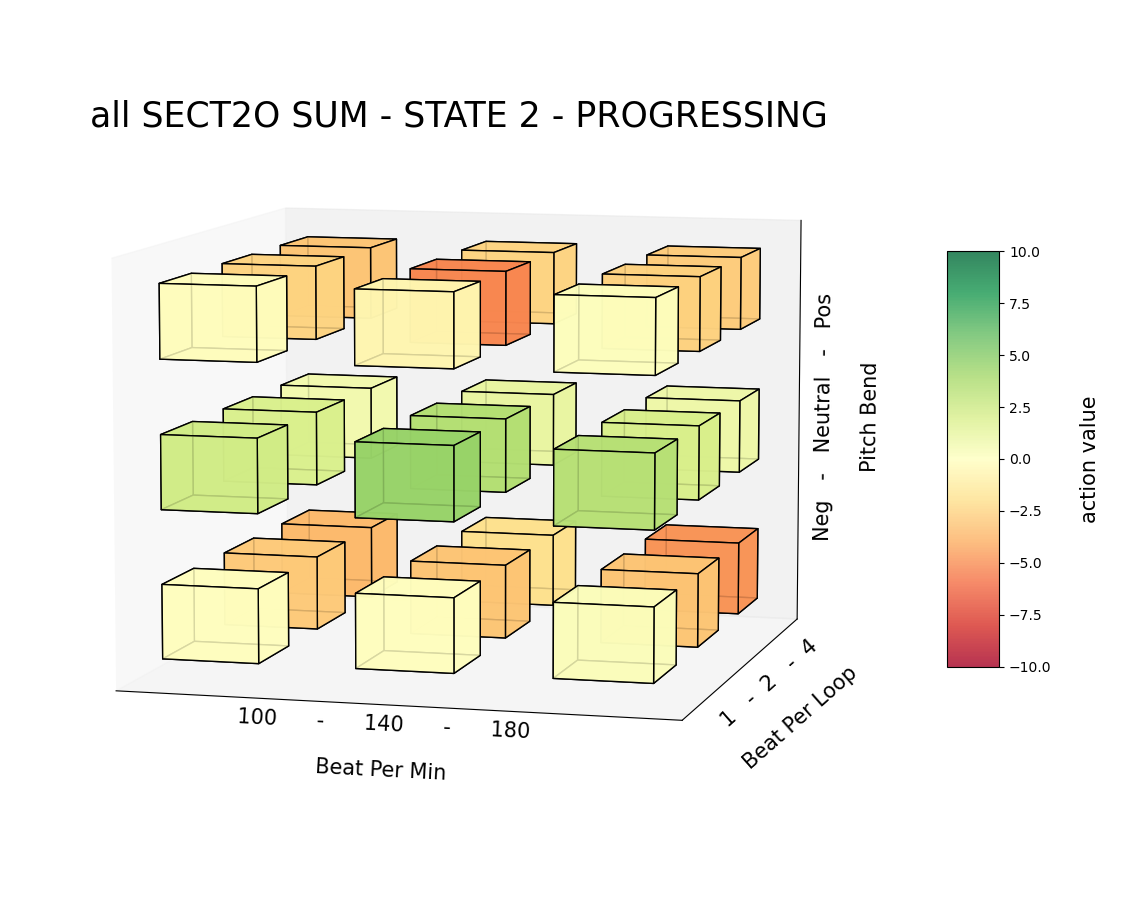 all SECT2O SUM - STATE 2 - PROGRESSING
Neg - Neutral - Pos
Pitch Bend
100 - 140 - 180
Beat Per Min
1 - 2 - 4
Beat Per Loop
10.0
7.5
5.0
2.5
0.0
−2.5
−5.0
−7.5
−10.0
action value